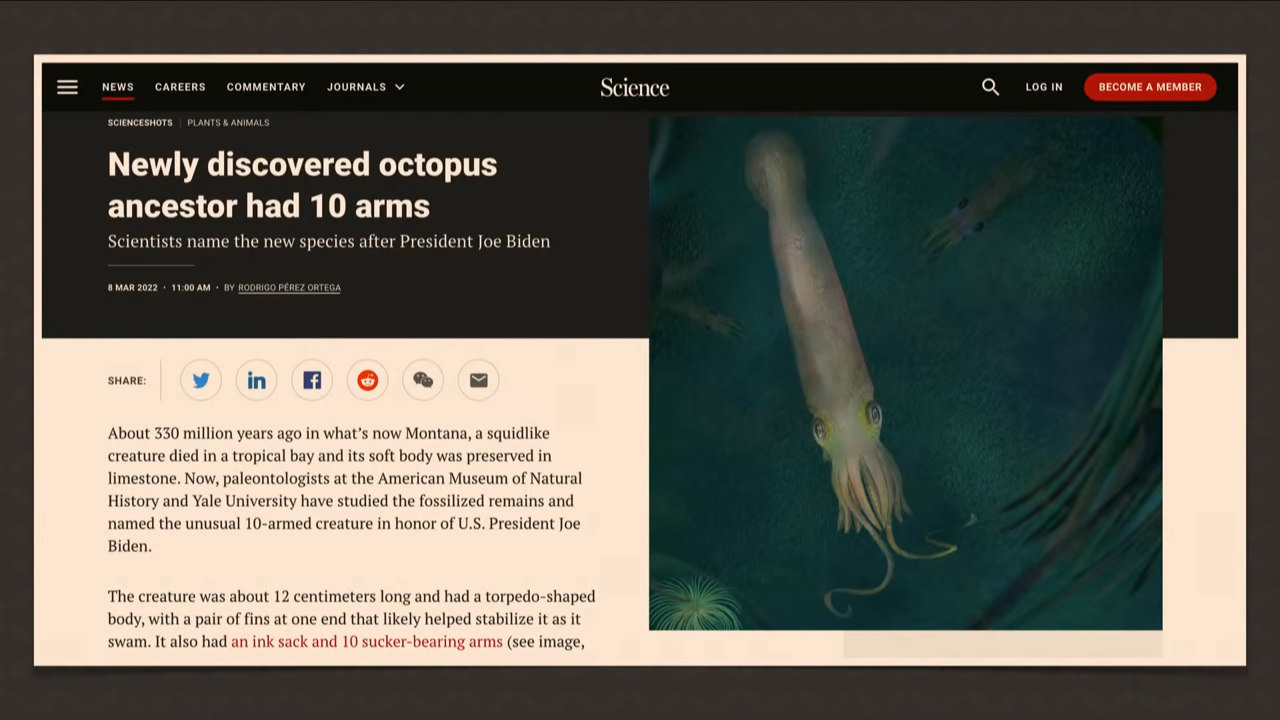 NEWS CAREERS COMMENTARY JOURNALS Science LOG IN BECOME A MEMBER
SCIENCESHOTS | PLANTS & ANIMALS
Newly discovered octopus
ancestor had 10 arms
Scientists name the new species after President Joe Biden
8 MAR 2022 · 11:00 AM · BY RODRIGO PÉREZ ORTEGA
SHARE:
About 330 million years ago in what's now Montana, a squidlike
creature died in a tropical bay and its soft body was preserved in
limestone. Now, paleontologists at the American Museum of Natural
History and Yale University have studied the fossilized remains and
named the unusual 10-armed creature in honor of U.S. President Joe
Biden.
The creature was about 12 centimeters long and had a torpedo-shaped
body, with a pair of fins at one end that likely helped stabilize it as it
swam. It also had an ink sack and 10 sucker-bearing arms (see image,